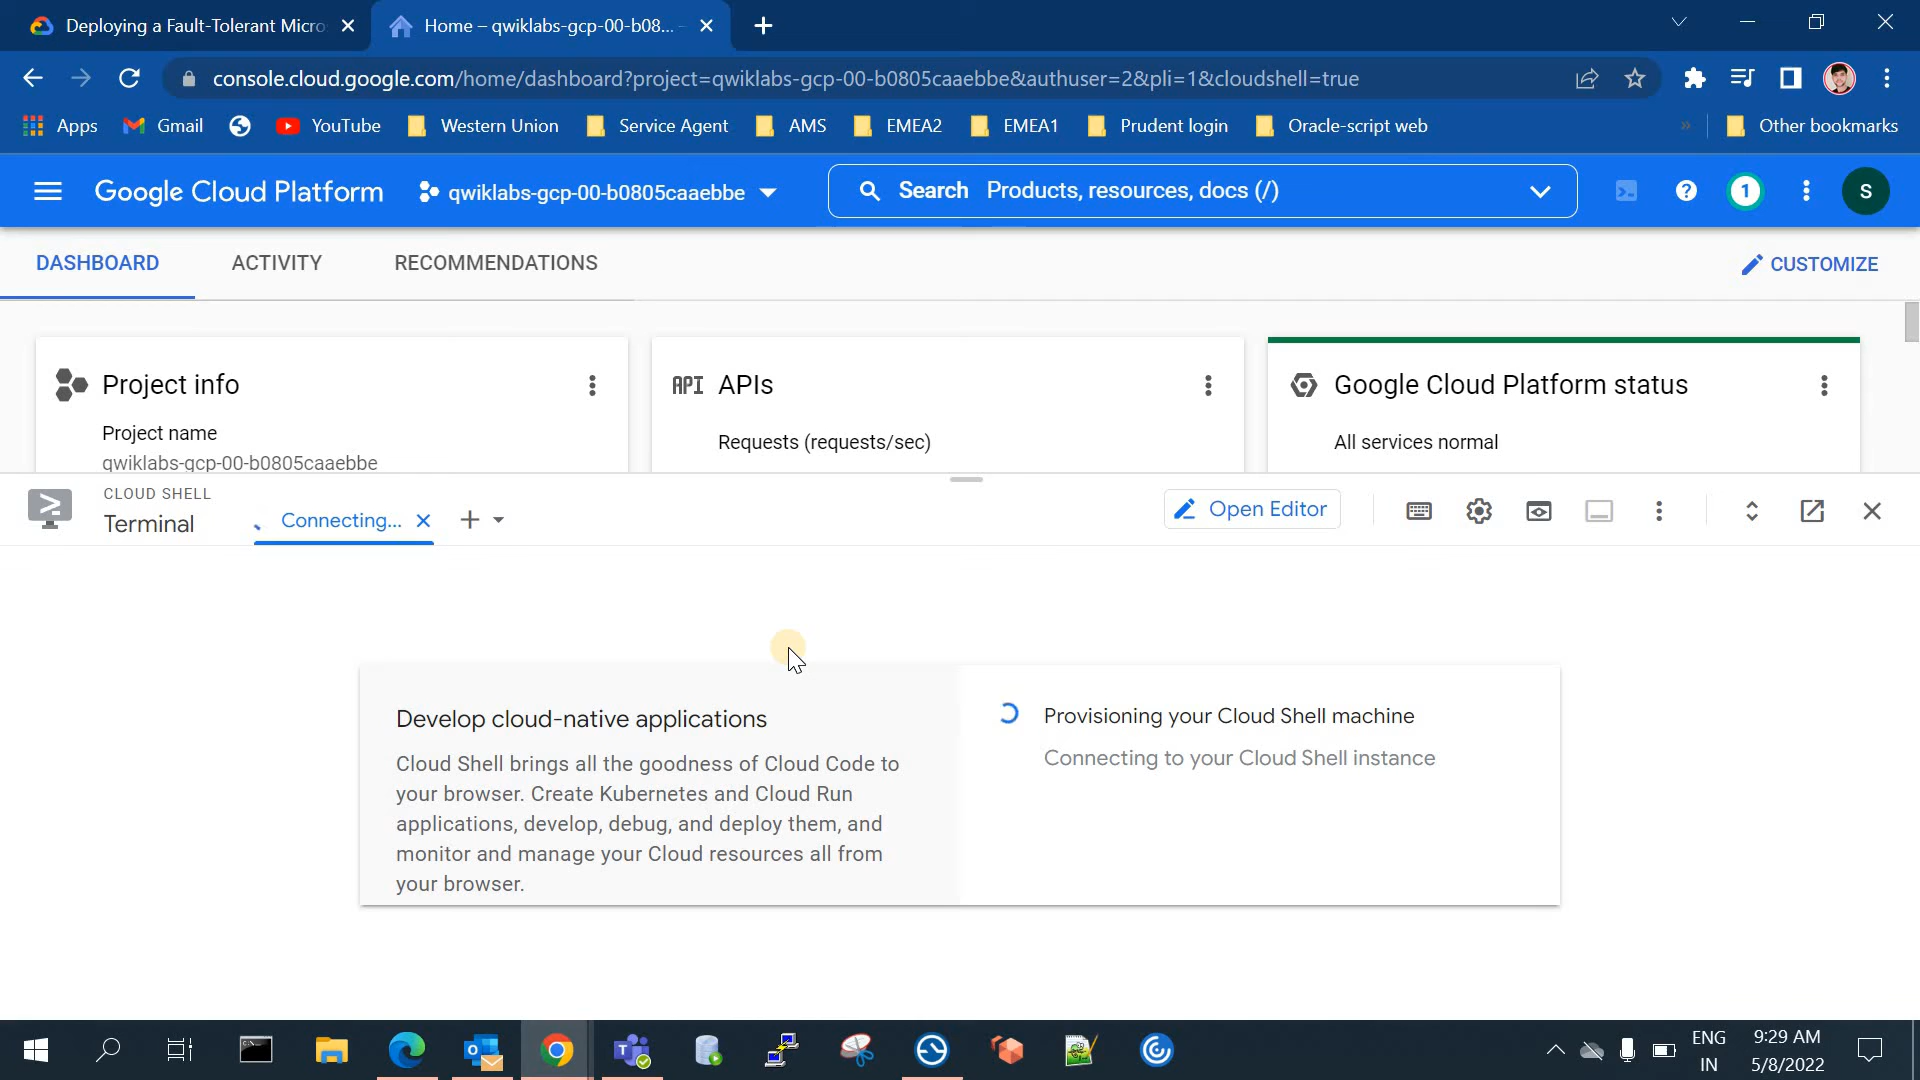 Deploying a Fault-Tolerant Micro
Home – qwiklabs-gcp-00-b08...
console.cloud.google.com/home/dashboard?project=qwiklabs-gcp-00-b0805caaebbe&authuser=2&pli=1&cloudshell=true
Apps Gmail YouTube Western Union Service Agent AMS EMEA2 EMEA1 Prudent login Oracle-script web » Other bookmarks
Google Cloud Platform qwiklabs-gcp-00-b0805caaebbe Search Products, resources, docs (/) 1 S
DASHBOARD ACTIVITY RECOMMENDATIONS CUSTOMIZE
Project info
Project name
qwiklabs-gcp-00-b0805caaebbe
API APIs
Requests (requests/sec)
Google Cloud Platform status
All services normal
CLOUD SHELL
Terminal
Connecting...
Open Editor
Develop cloud-native applications
Cloud Shell brings all the goodness of Cloud Code to
your browser. Create Kubernetes and Cloud Run
applications, develop, debug, and deploy them, and
monitor and manage your Cloud resources all from
your browser.
Provisioning your Cloud Shell machine
Connecting to your Cloud Shell instance
ENG
IN
9:29 AM
5/8/2022